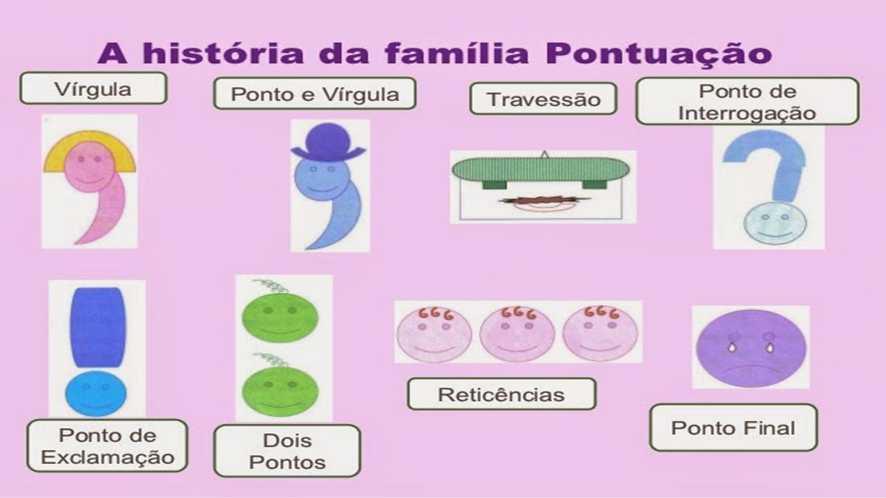 A história da família Pontuação
Vírgula
Ponto e Vírgula
Travessão
Ponto de
Interrogação
Ponto de
Exclamação
Dois
Pontos
Reticências
Ponto Final